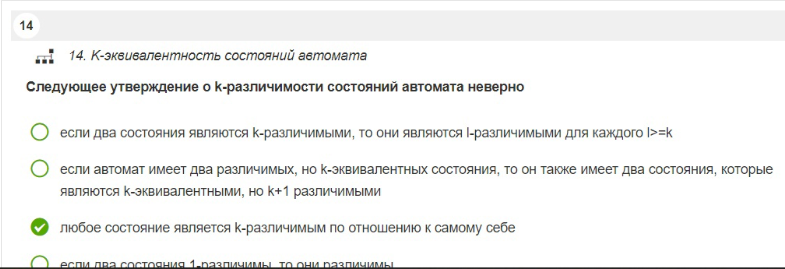 14
14. К-эквивалентность состояний автомата
Следующее утверждение о k-различимости состояний автомата неверно
если два состояния являются k-различимыми, то они являются l-различимыми для каждого l>=k
если автомат имеет два различимых, но k-эквивалентных состояния, то он также имеет два состояния, которые
являются k-эквивалентными, но k+1 различимыми
любое состояние является k-различимым по отношению к самому себе
если два состояния 1-различимы, то они различимы